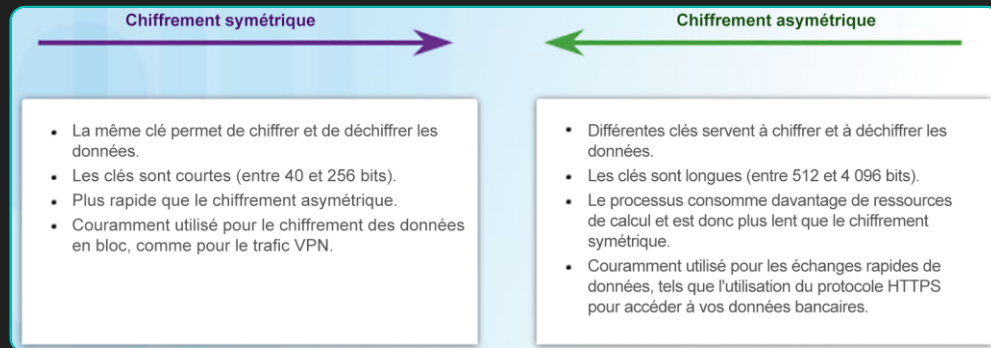 Chiffrement symétrique
• La même clé permet de chiffrer et de déchiffrer les
données.
• Les clés sont courtes (entre 40 et 256 bits).
• Plus rapide que le chiffrement asymétrique.
• Couramment utilisé pour le chiffrement des données
en bloc, comme pour le trafic VPN.
Chiffrement asymétrique
• Différentes clés servent à chiffrer et à déchiffrer les
données.
• Les clés sont longues (entre 512 et 4 096 bits).
• Le processus consomme davantage de ressources
de calcul et est donc plus lent que le chiffrement
symétrique.
• Couramment utilisé pour les échanges rapides de
données, tels que l'utilisation du protocole HTTPS
pour accéder à vos données bancaires.